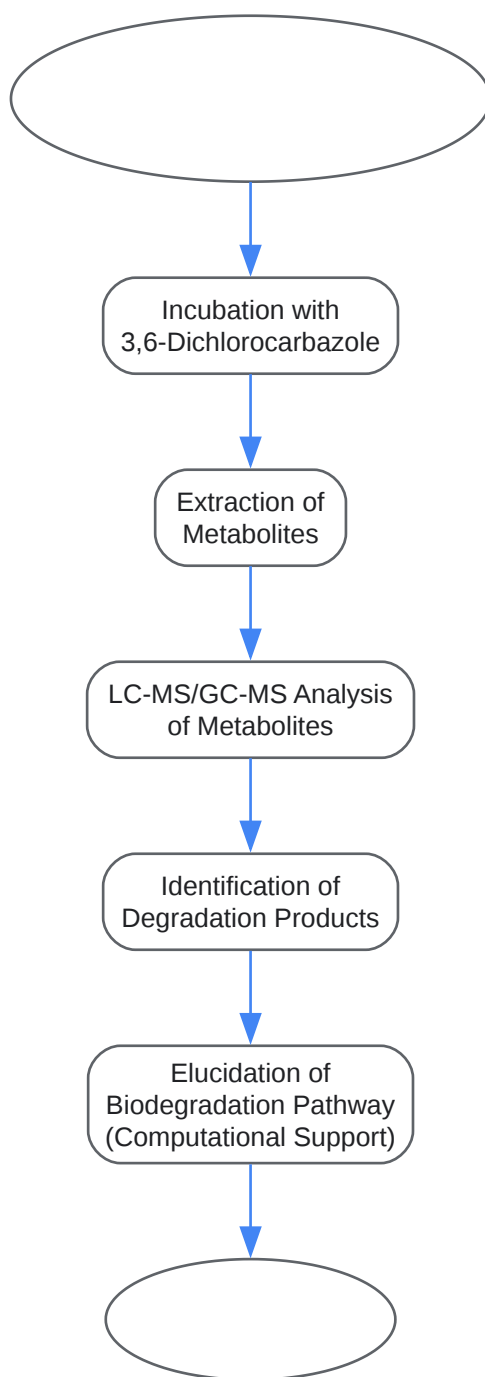 Incubation with
3,6-Dichlorocarbazole
Extraction of
Metabolites
LC-MS/GC-MS Analysis
of Metabolites
Identification of
Degradation Products
Elucidation of
Biodegradation Pathway
(Computational Support)